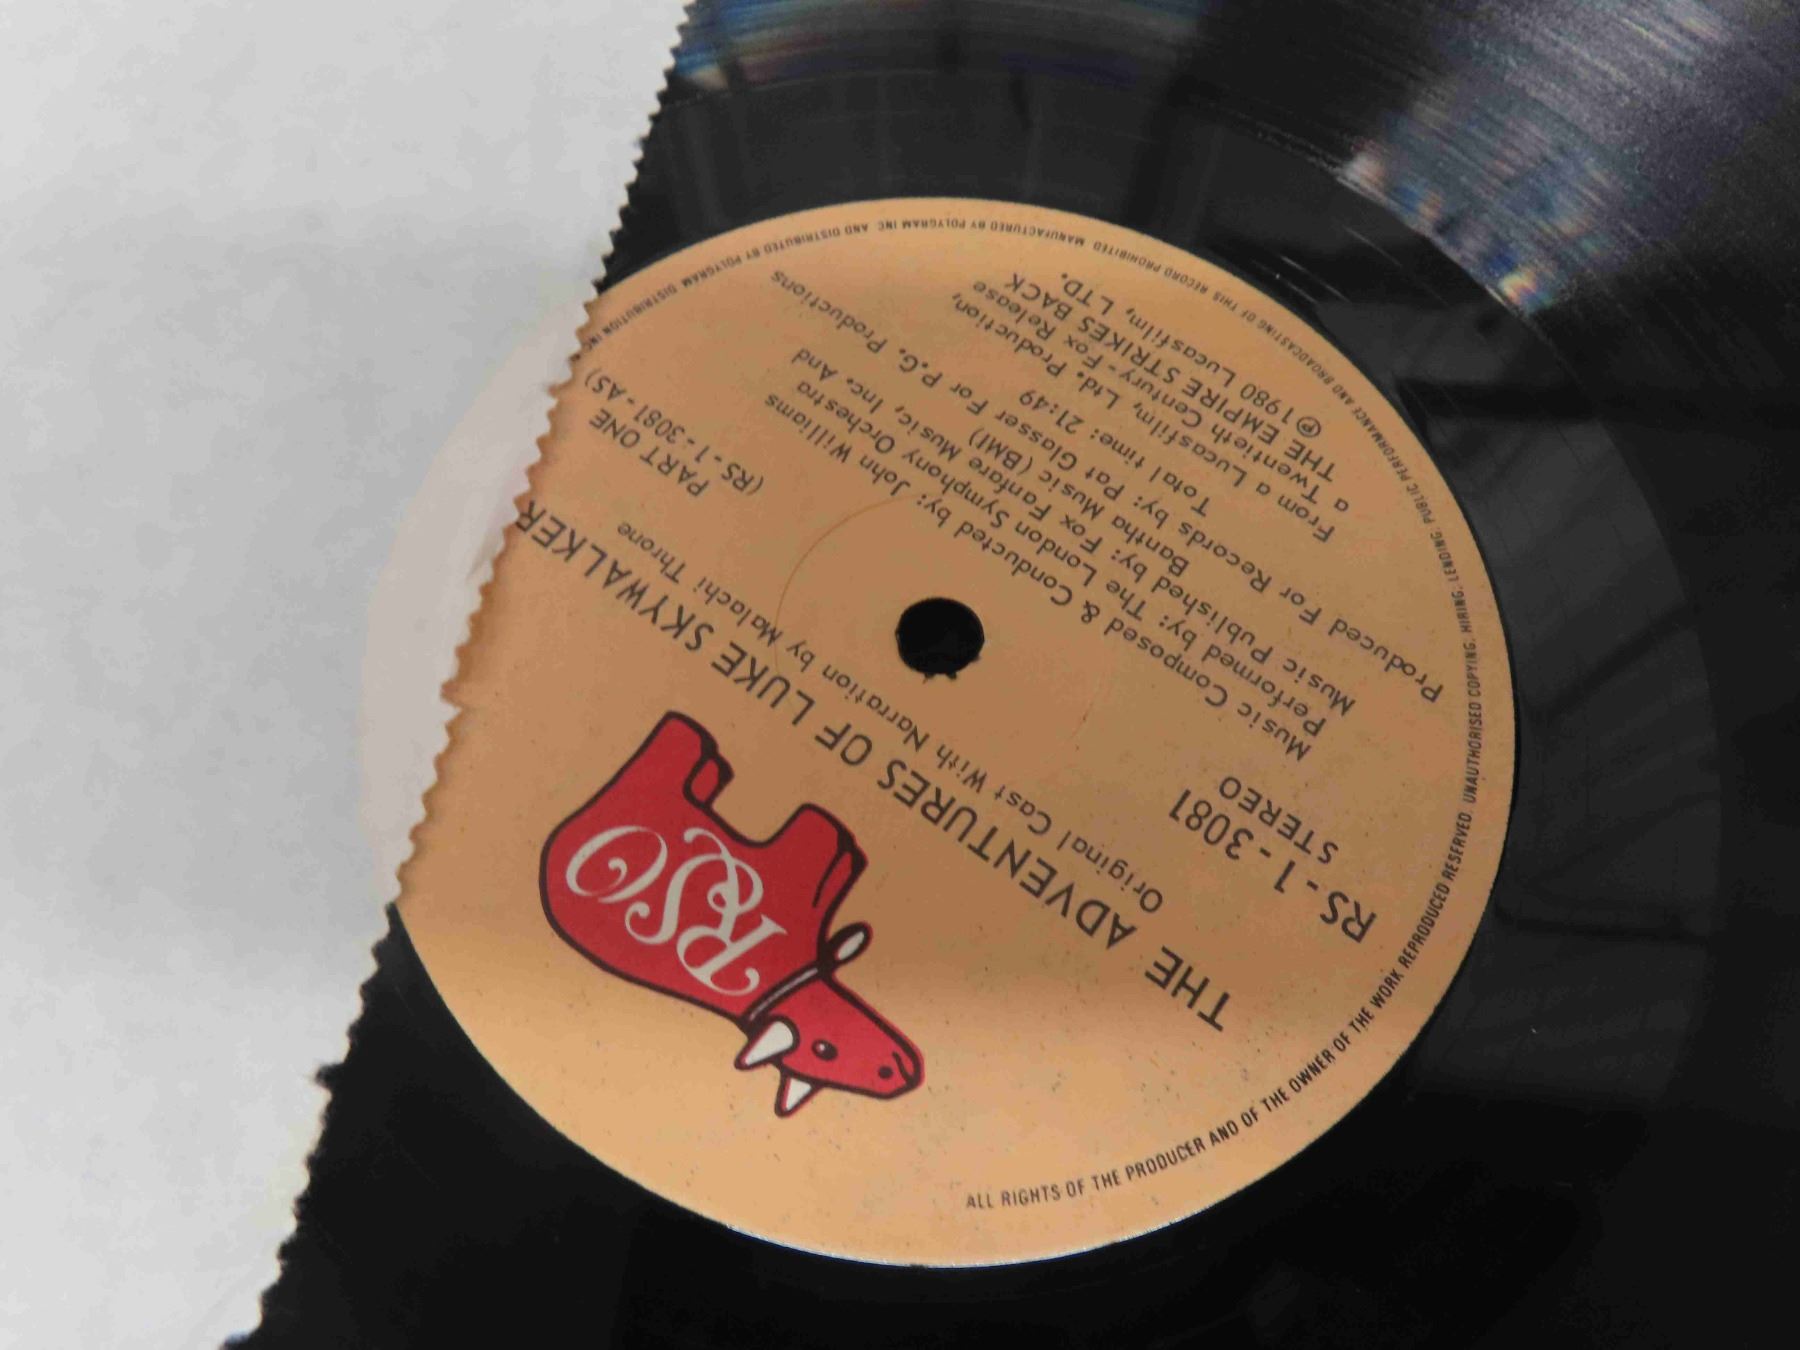 RSO
THE ADVENTURES OF LUKE SKYWALKER
Original Cast With Narration by Malachi Throne
RS-1-3081
STEREO
PART ONE
(RS-1-3081-AS)
Music Composed & Conducted by: John Williams
Performed by: The London Symphony Orchestra
Music Published by: Fox Fanfare Music, Inc. And
Bantha Music (BMI)
Produced For Records by: Pat Glasser For P.G. Productions
Total time: 21:49
From a Lucasfilm, Ltd. Production,
a Twentieth Century-Fox Release
THE EMPIRE STRIKES BACK
℗1980 Lucasfilm, LTD.
ALL RIGHTS OF THE PRODUCER AND OF THE OWNER OF THE WORK REPRODUCED RESERVED. UNAUTHORISED COPYING. HIRING. LENDING. PUBLIC PERFORMANCE AND BROADCASTING OF THIS RECORD PROHIBITED. MANUFACTURED BY POLYGRAM INC. AND DISTRIBUTED BY POLYGRAM DISTRIBUTION INC.